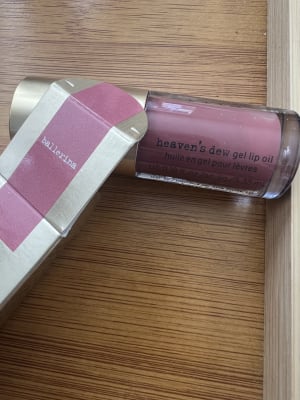 ballerina
heaven's dew gel lip oil
huile en gel pour lèvres